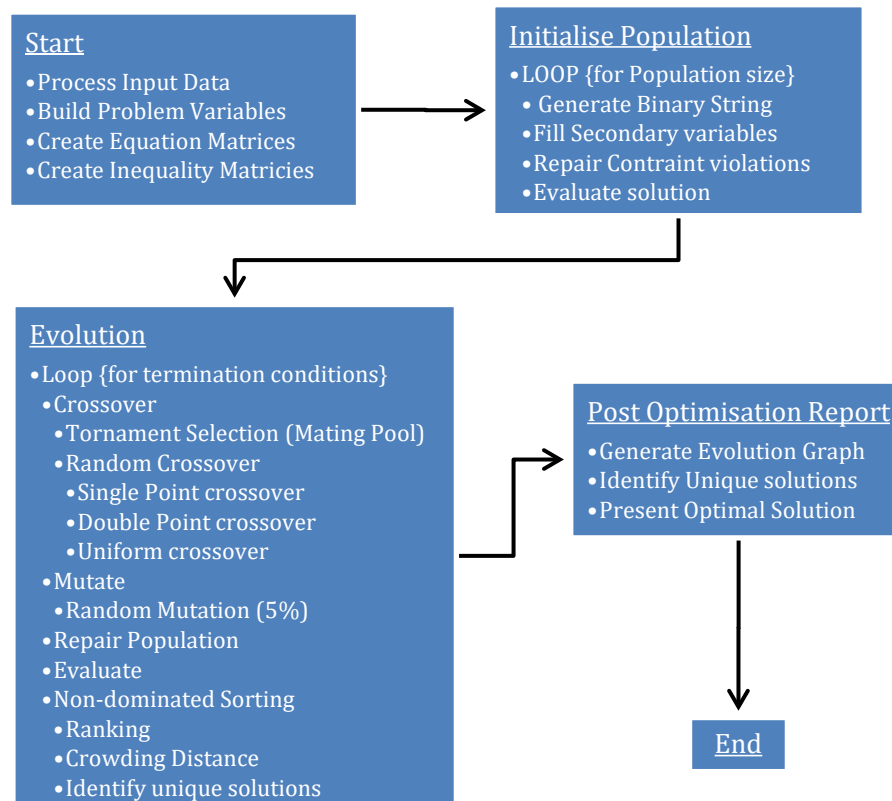 Start
•Process Input Data
•Build Problem Variables
•Create Equation Matrices
•Create Inequality Matricies
Initialise Population
•LOOP {for Population size}
• Generate Binary String
•Fill Secondary variables
•Repair Contraint violations
•Evaluate solution
Evolution
•Loop {for termination conditions}
•Crossover
•Tornament Selection (Mating Pool)
•Random Crossover
•Single Point crossover
•Double Point crossover
•Uniform crossover
•Mutate
•Random Mutation (5%)
•Repair Population
•Evaluate
•Non-dominated Sorting
•Ranking
•Crowding Distance
•Identify unique solutions
Post Optimisation Report
•Generate Evolution Graph
•Identify Unique solutions
•Present Optimal Solution
End